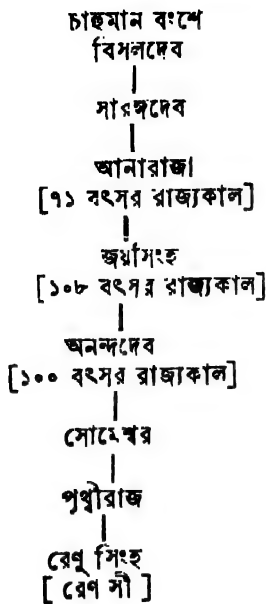 চাহুমান বংশে
বিসলদেব
সারঙ্গদেব
আনারাজা
[৭১ বৎসর রাজ্যকাল]
জয়সিংহ
[১০৮ বৎসর রাজ্যকাল]
অনন্দদেব
[১০০ বৎসর রাজ্যকাল]
সোমেশ্বর
পৃথ্বীরাজ
রেণু সিংহ
[ রেণ সী ]